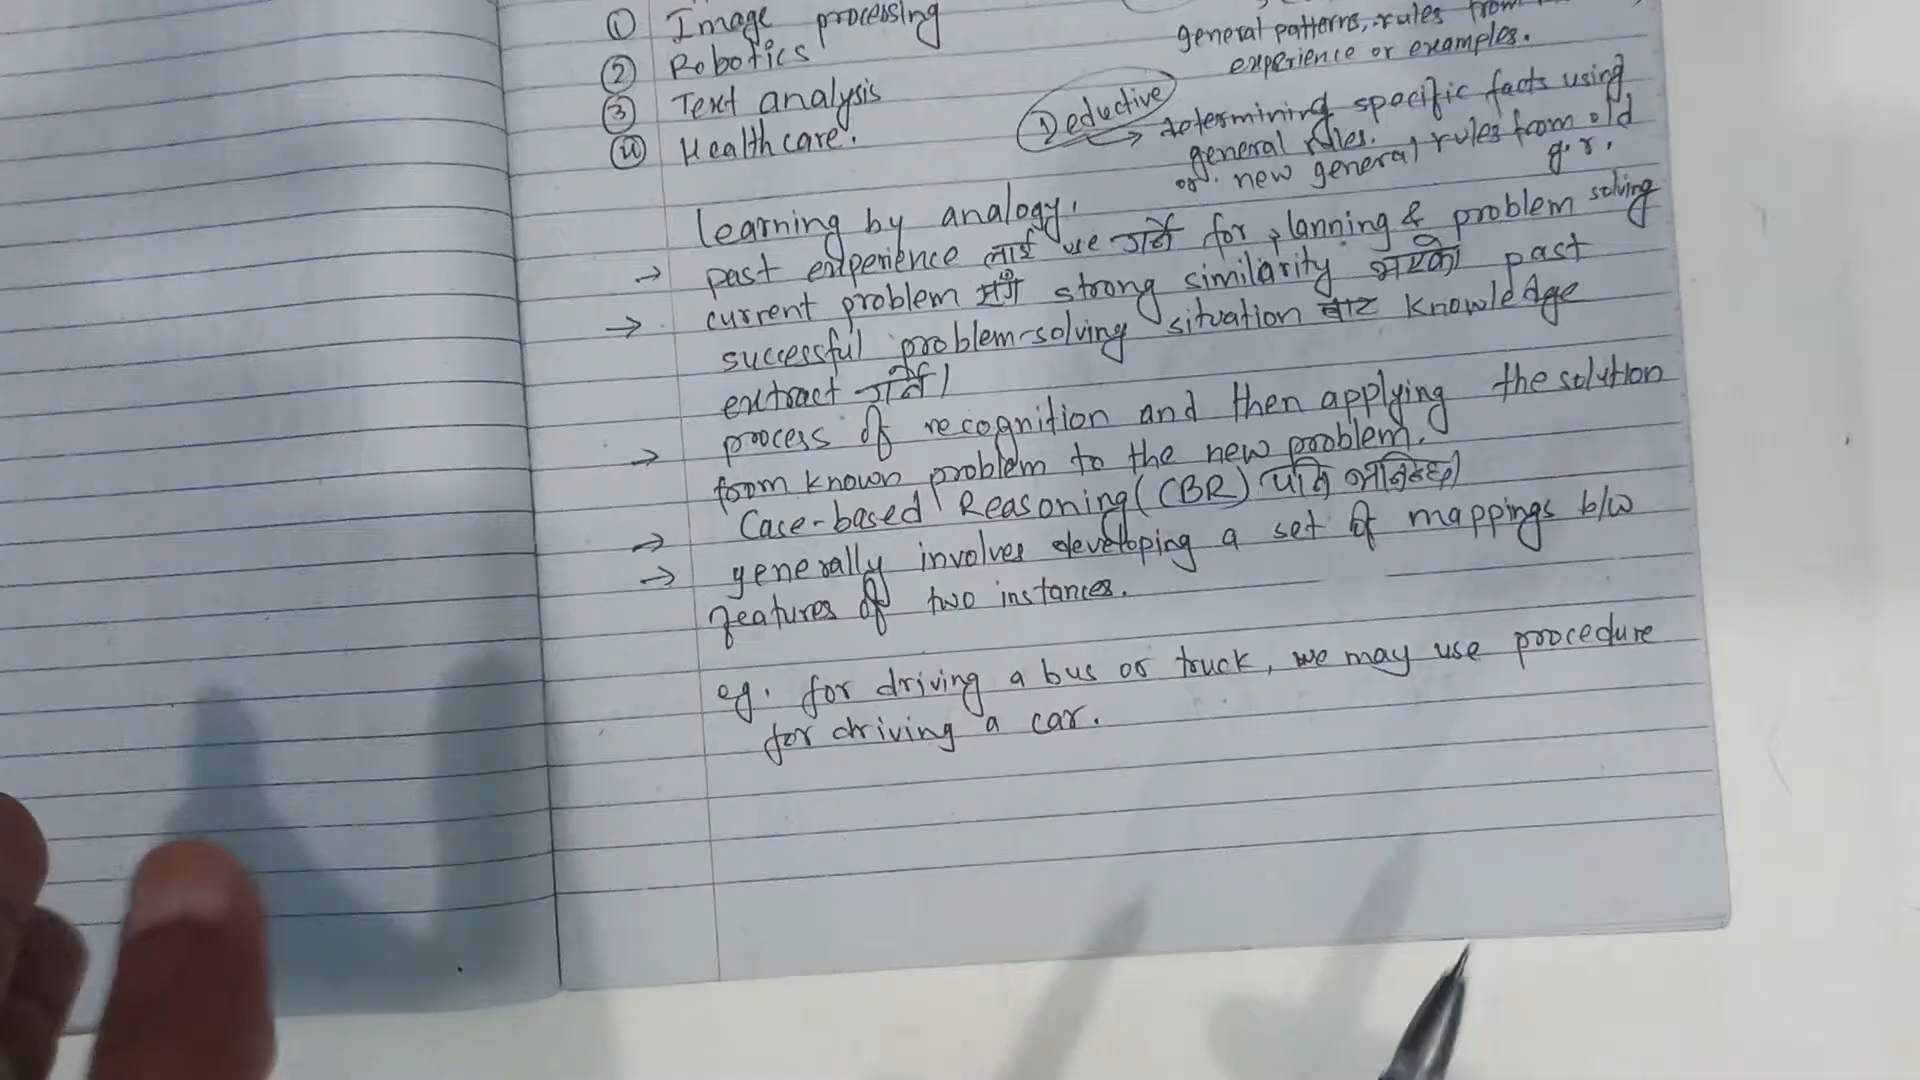 ① Image processing
② Robotics
③ Text analysis
④ Healthcare.
general patterns, rules from
experience or examples.
Deductive → determining specific facts using
general rules.
or new general rules from old
g.r.
learning by analogy.
→ past experience लाई use गर्ने for planning & problem solving
→ current problem सँग strong similarity भएको past
successful problem-solving situation बाट knowledge
extract गर्ने।
→ process of recognition and then applying the solution
from known problem to the new problem.
→ Case-based Reasoning (CBR) पनि भनिन्छ।
→ generally involves developing a set of mappings b/w
features of two instances.
eg. for driving a bus or truck, we may use procedure
for driving a car.